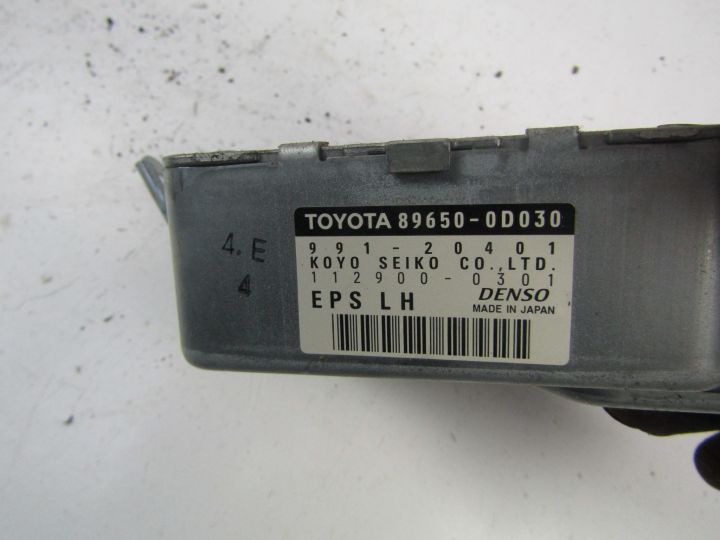 TOYOTA 89650-0D030
991-20401
KOYO SEIKO CO.,LTD.
112900-0301
EPS LH DENSO
MADE IN JAPAN
4.E
4